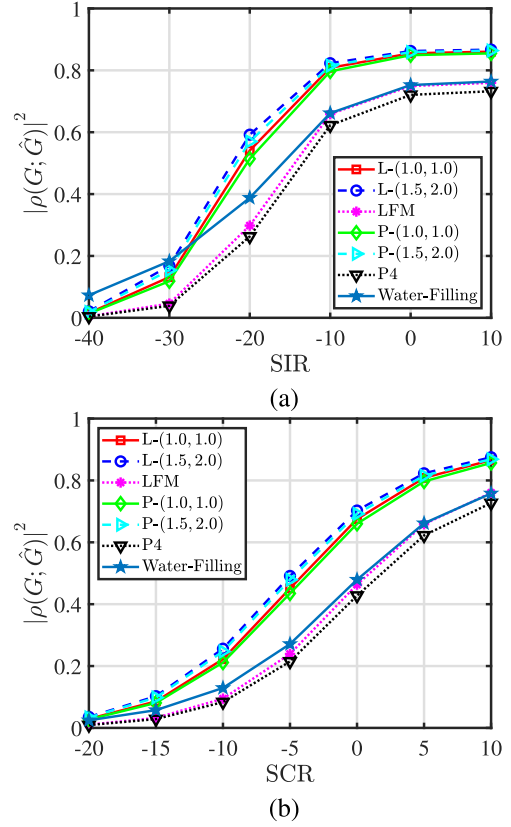 1
0.8
0.6
0.4
0.2
0
|ρ(G; Ĝ)|²
L-(1.0, 1.0)
L-(1.5, 2.0)
LFM
P-(1.0, 1.0)
P-(1.5, 2.0)
P4
Water-Filling
-40 -30 -20 -10 0 10
SIR
(a)
1
0.8
0.6
0.4
0.2
0
|ρ(G; Ĝ)|²
L-(1.0, 1.0)
L-(1.5, 2.0)
LFM
P-(1.0, 1.0)
P-(1.5, 2.0)
P4
Water-Filling
-20 -15 -10 -5 0 5 10
SCR
(b)